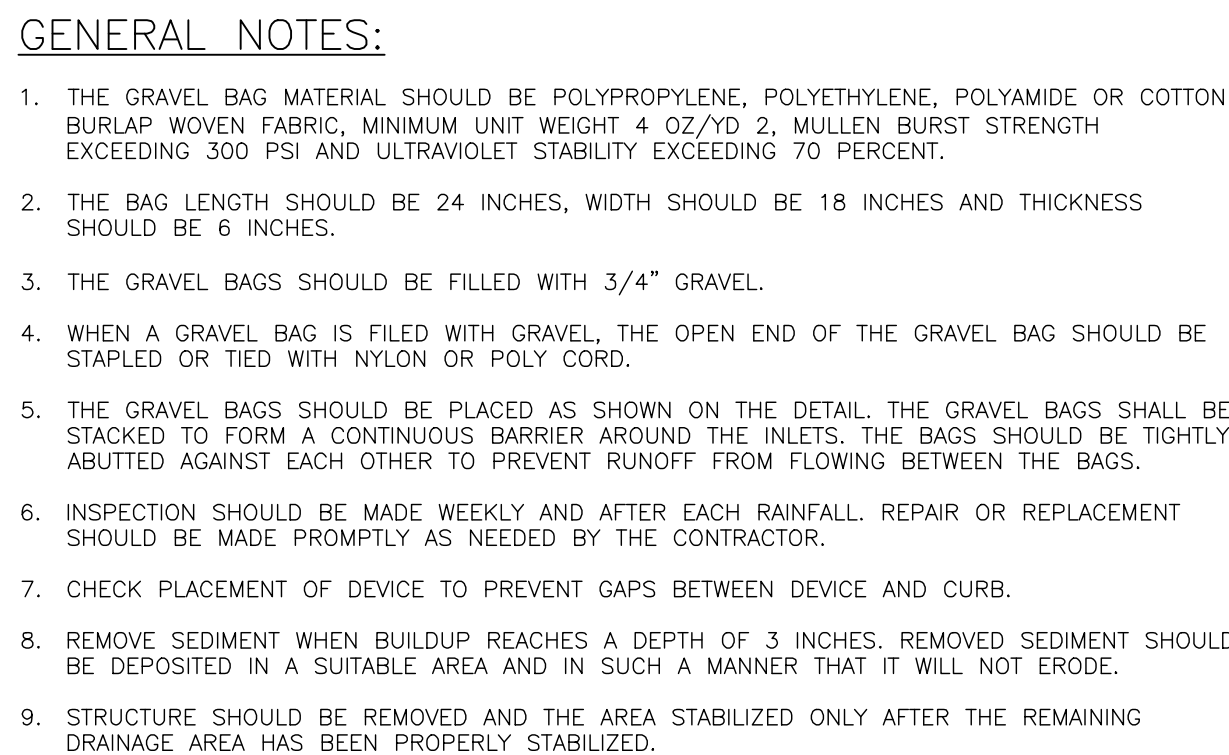 GENERAL NOTES:
1. THE GRAVEL BAG MATERIAL SHOULD BE POLYPROPYLENE, POLYETHYLENE, POLYAMIDE OR COTTON
BURLAP WOVEN FABRIC, MINIMUM UNIT WEIGHT 4 OZ/YD 2, MULLEN BURST STRENGTH
EXCEEDING 300 PSI AND ULTRAVIOLET STABILITY EXCEEDING 70 PERCENT.
2. THE BAG LENGTH SHOULD BE 24 INCHES, WIDTH SHOULD BE 18 INCHES AND THICKNESS
SHOULD BE 6 INCHES.
3. THE GRAVEL BAGS SHOULD BE FILLED WITH 3/4” GRAVEL.
4. WHEN A GRAVEL BAG IS FILED WITH GRAVEL, THE OPEN END OF THE GRAVEL BAG SHOULD BE
STAPLED OR TIED WITH NYLON OR POLY CORD.
5. THE GRAVEL BAGS SHOULD BE PLACED AS SHOWN ON THE DETAIL. THE GRAVEL BAGS SHALL BE
STACKED TO FORM A CONTINUOUS BARRIER AROUND THE INLETS. THE BAGS SHOULD BE TIGHTLY
ABUTTED AGAINST EACH OTHER TO PREVENT RUNOFF FROM FLOWING BETWEEN THE BAGS.
6. INSPECTION SHOULD BE MADE WEEKLY AND AFTER EACH RAINFALL. REPAIR OR REPLACEMENT
SHOULD BE MADE PROMPTLY AS NEEDED BY THE CONTRACTOR.
7. CHECK PLACEMENT OF DEVICE TO PREVENT GAPS BETWEEN DEVICE AND CURB.
8. REMOVE SEDIMENT WHEN BUILDUP REACHES A DEPTH OF 3 INCHES. REMOVED SEDIMENT SHOULD
BE DEPOSITED IN A SUITABLE AREA AND IN SUCH A MANNER THAT IT WILL NOT ERODE.
9. STRUCTURE SHOULD BE REMOVED AND THE AREA STABILIZED ONLY AFTER THE REMAINING
DRAINAGE AREA HAS BEEN PROPERLY STABILIZED.